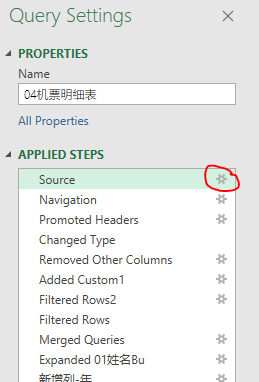 Query Settings
PROPERTIES
Name
04机票明细表
All Properties
APPLIED STEPS
Source
Navigation
Promoted Headers
Changed Type
Removed Other Columns
Added Custom1
Filtered Rows2
Filtered Rows
Merged Queries
Expanded 01姓名Bu
新增列-年